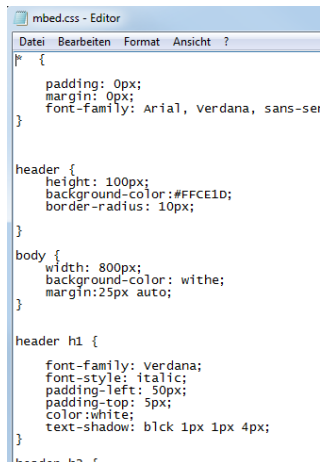 mbed.css - Editor
Datei Bearbeiten Format Ansicht ?
* {
padding: 0px;
margin: 0px;
font-family: Arial, Verdana, sans-ser
}
header {
height: 100px;
background-color:#FFCE1D;
border-radius: 10px;
}
body {
width: 800px;
background-color: withe;
margin:25px auto;
}
header h1 {
font-family: Verdana;
font-style: italic;
padding-left: 50px;
padding-top: 5px;
color:white;
text-shadow: blck 1px 1px 4px;
}
header h2 {